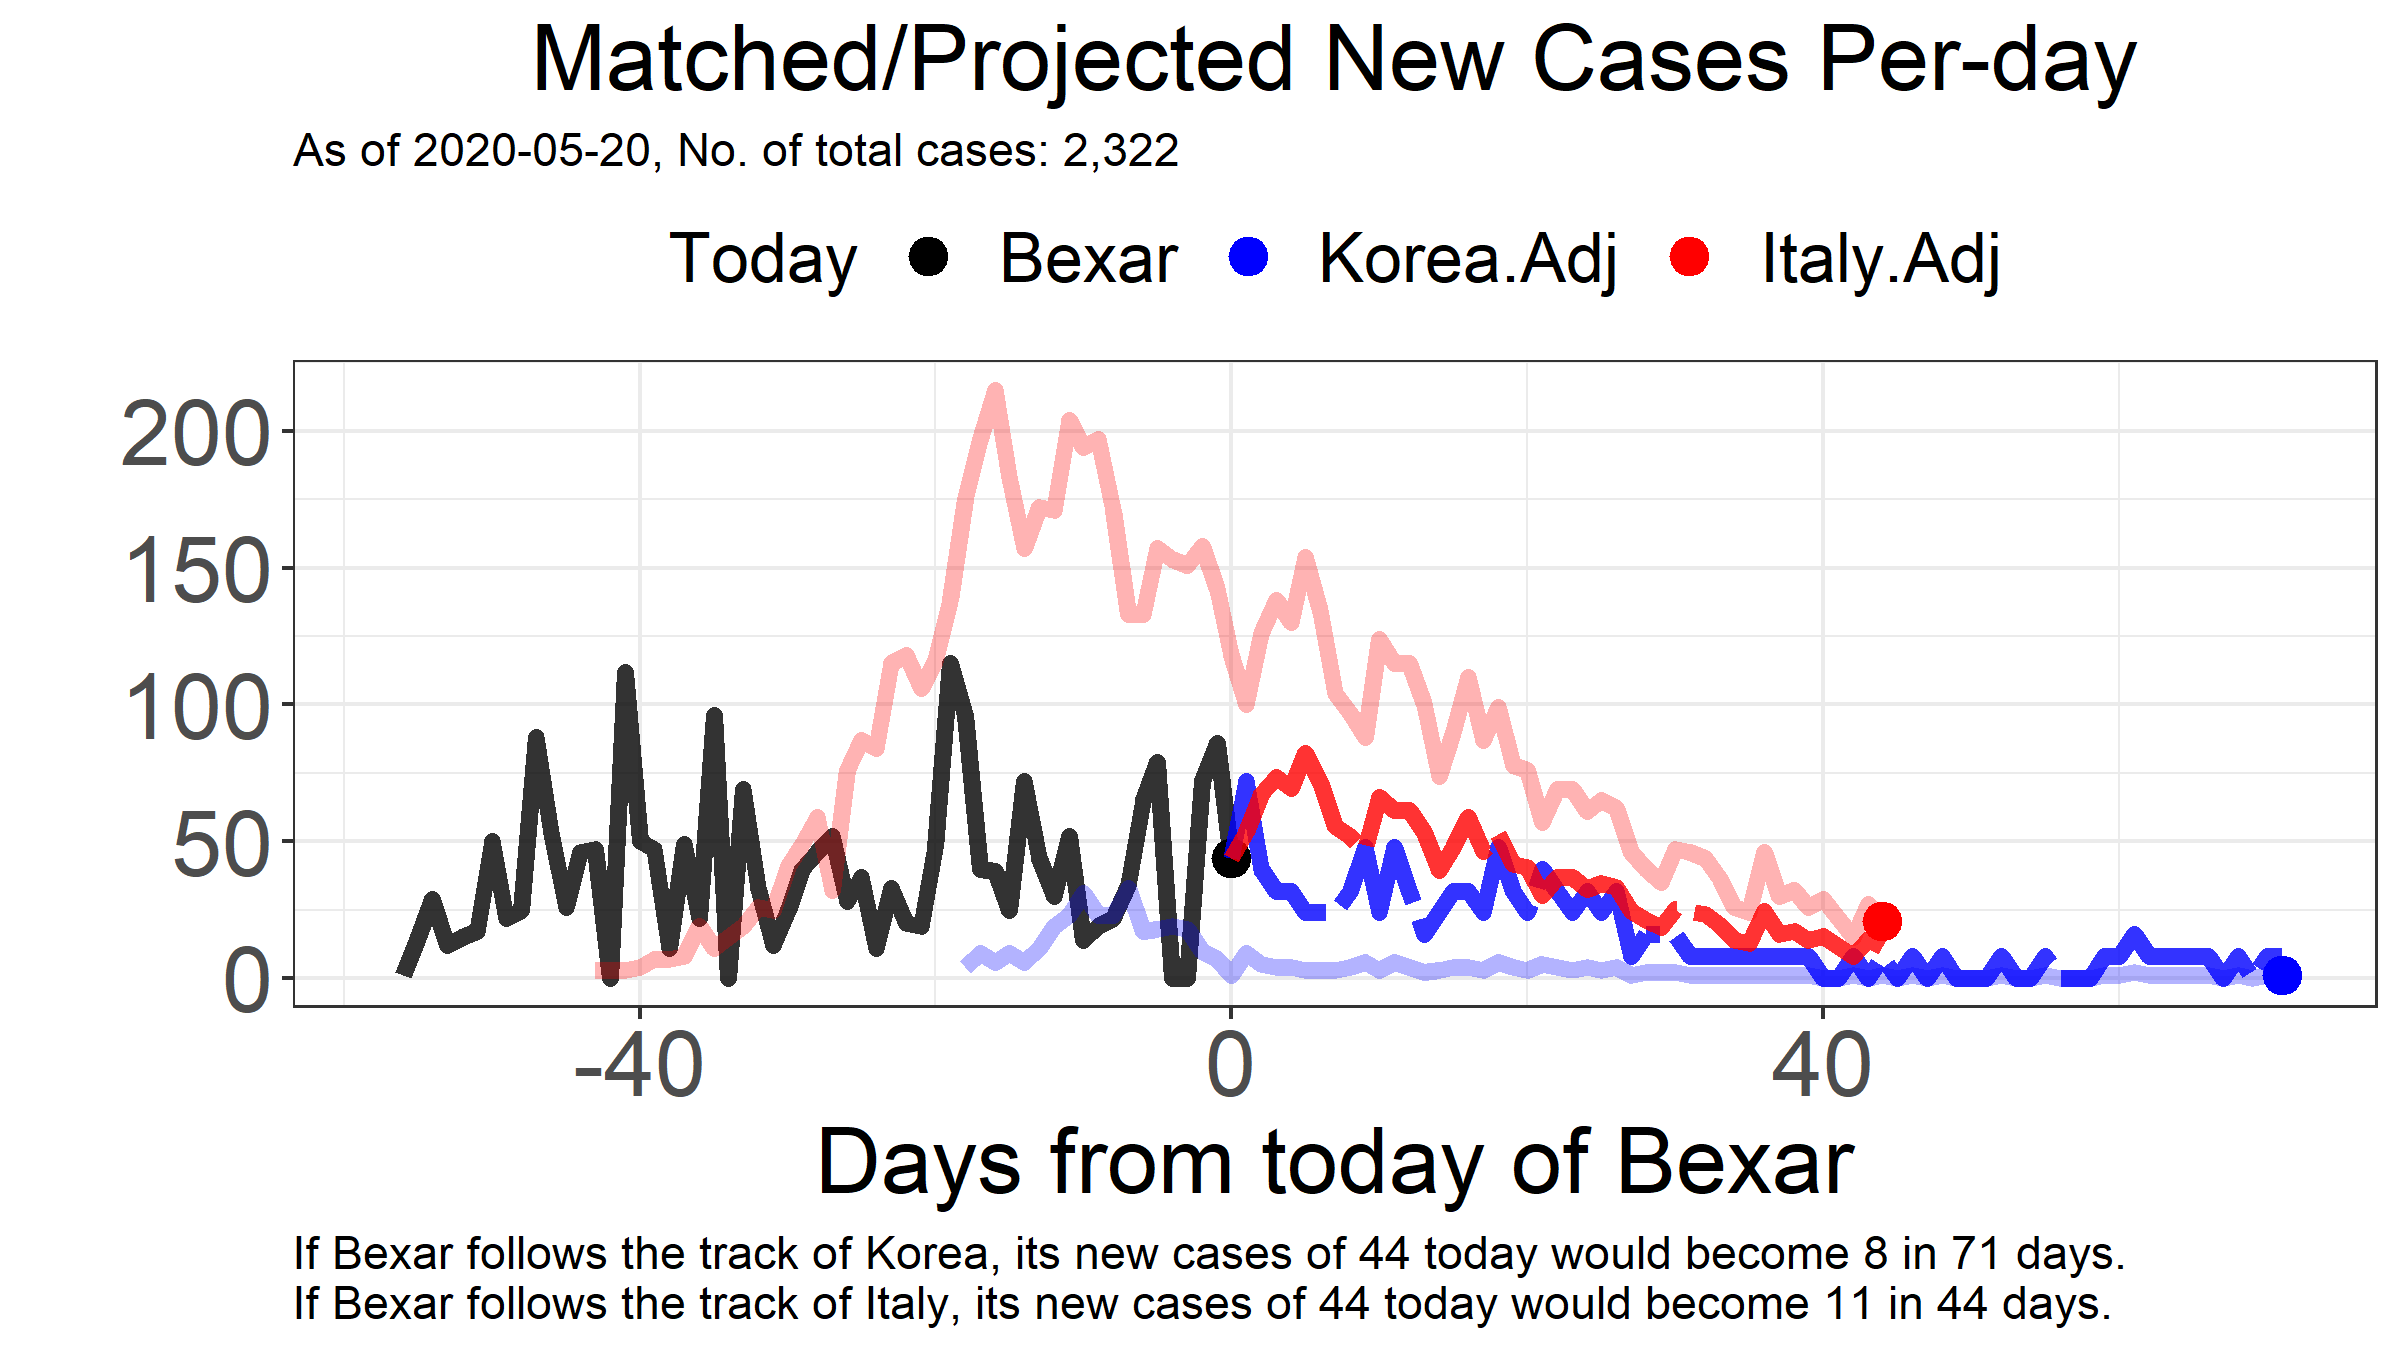 Matched/Projected New Cases Per-day
As of 2020-05-20, No. of total cases: 2,322
Today Bexar Korea.Adj Italy.Adj
200
150
100
50
0
-40 0 40
Days from today of Bexar
If Bexar follows the track of Korea, its new cases of 44 today would become 8 in 71 days.
If Bexar follows the track of Italy, its new cases of 44 today would become 11 in 44 days.